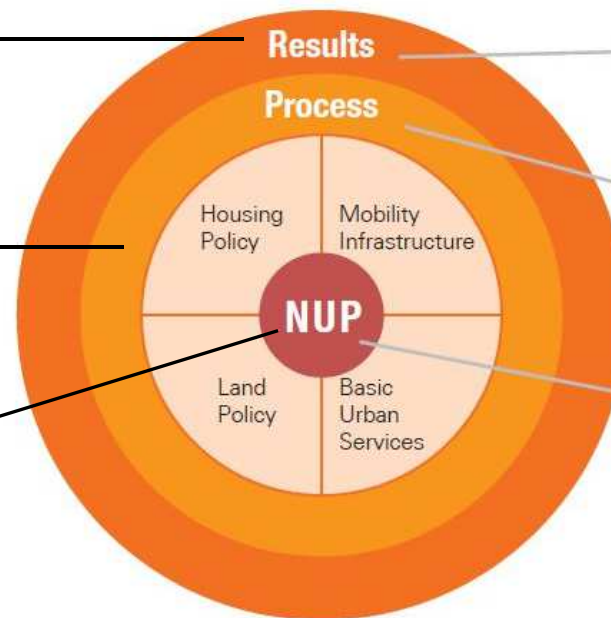 Results
Process
Housing
Policy
Mobility
Infrastructure
NUP
Land
Policy
Basic
Urban
Services